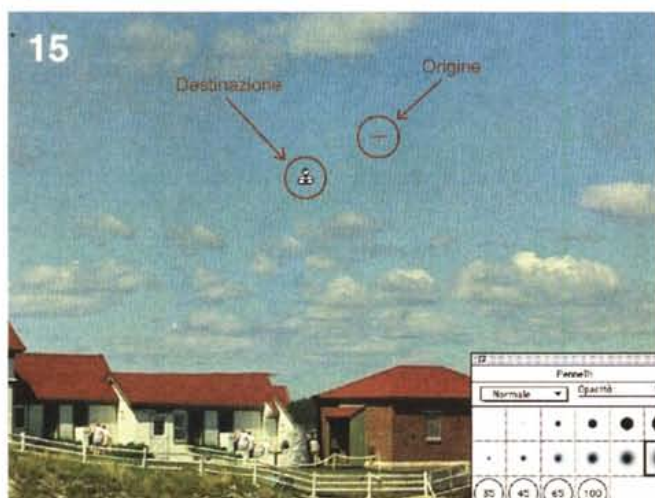 15
Origine
Destinazione
Pennelli
Normale
Opacità:
35 45 65 100